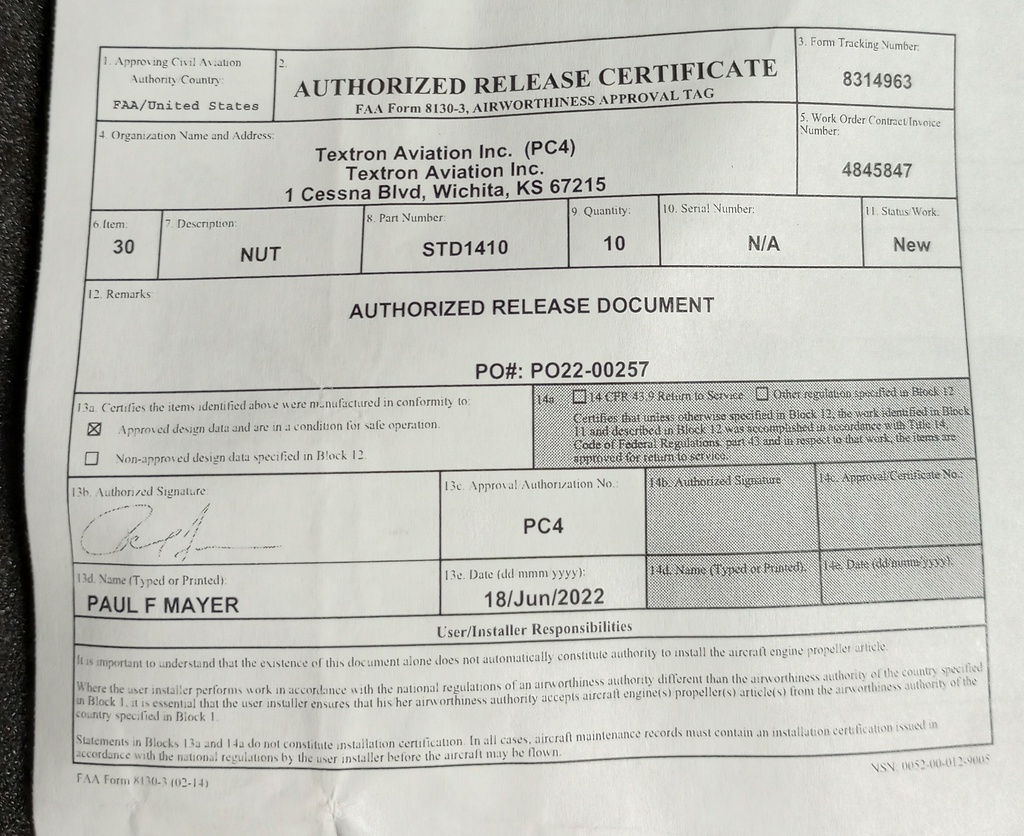 1. Approving Civil Aviation
Authority/Country:
FAA/United States
2.
AUTHORIZED RELEASE CERTIFICATE
FAA Form 8130-3, AIRWORTHINESS APPROVAL TAG
3. Form Tracking Number:
8314963
4. Organization Name and Address:
Textron Aviation Inc. (PC4)
Textron Aviation Inc.
1 Cessna Blvd, Wichita, KS 67215
5. Work Order/Contract/Invoice
Number:
4845847
6. Item:
30
7. Description:
NUT
8. Part Number:
STD1410
9. Quantity:
10
10. Serial Number:
N/A
11. Status/Work:
New
12. Remarks
AUTHORIZED RELEASE DOCUMENT
PO#: PO22-00257
13a. Certifies the items identified above were manufactured in conformity to:
Approved design data and are in a condition for safe operation.
Non-approved design data specified in Block 12.
14a. 14 CFR 43.9 Return to Service Other regulation specified in Block 12
Certifies that unless otherwise specified in Block 12, the work identified in Block
11 and described in Block 12 was accomplished in accordance with Title 14,
Code of Federal Regulations, part 43 and in respect to that work, the items are
approved for return to service.
13b. Authorized Signature:
13c. Approval/Authorization No.:
PC4
14b. Authorized Signature
14c. Approval/Certificate No.:
13d. Name (Typed or Printed):
PAUL F MAYER
13e. Date (dd/mmm/yyyy):
18/Jun/2022
14d. Name (Typed or Printed).
14e. Date (dd/mmm/yyyy):
User/Installer Responsibilities
It is important to understand that the existence of this document alone does not automatically constitute authority to install the aircraft engine/propeller/article.
Where the user/installer performs work in accordance with the national regulations of an airworthiness authority different than the airworthiness authority of the country specified
in Block 1, it is essential that the user/installer ensures that his/her airworthiness authority accepts aircraft engine(s)/propeller(s)/article(s) from the airworthiness authority of the
country specified in Block 1.
Statements in Blocks 13a and 14a do not constitute installation certification. In all cases, aircraft maintenance records must contain an installation certification issued in
accordance with the national regulations by the user/installer before the aircraft may be flown.
FAA Form 8130-3 (02-14)
NSN: 0052-00-012-9005